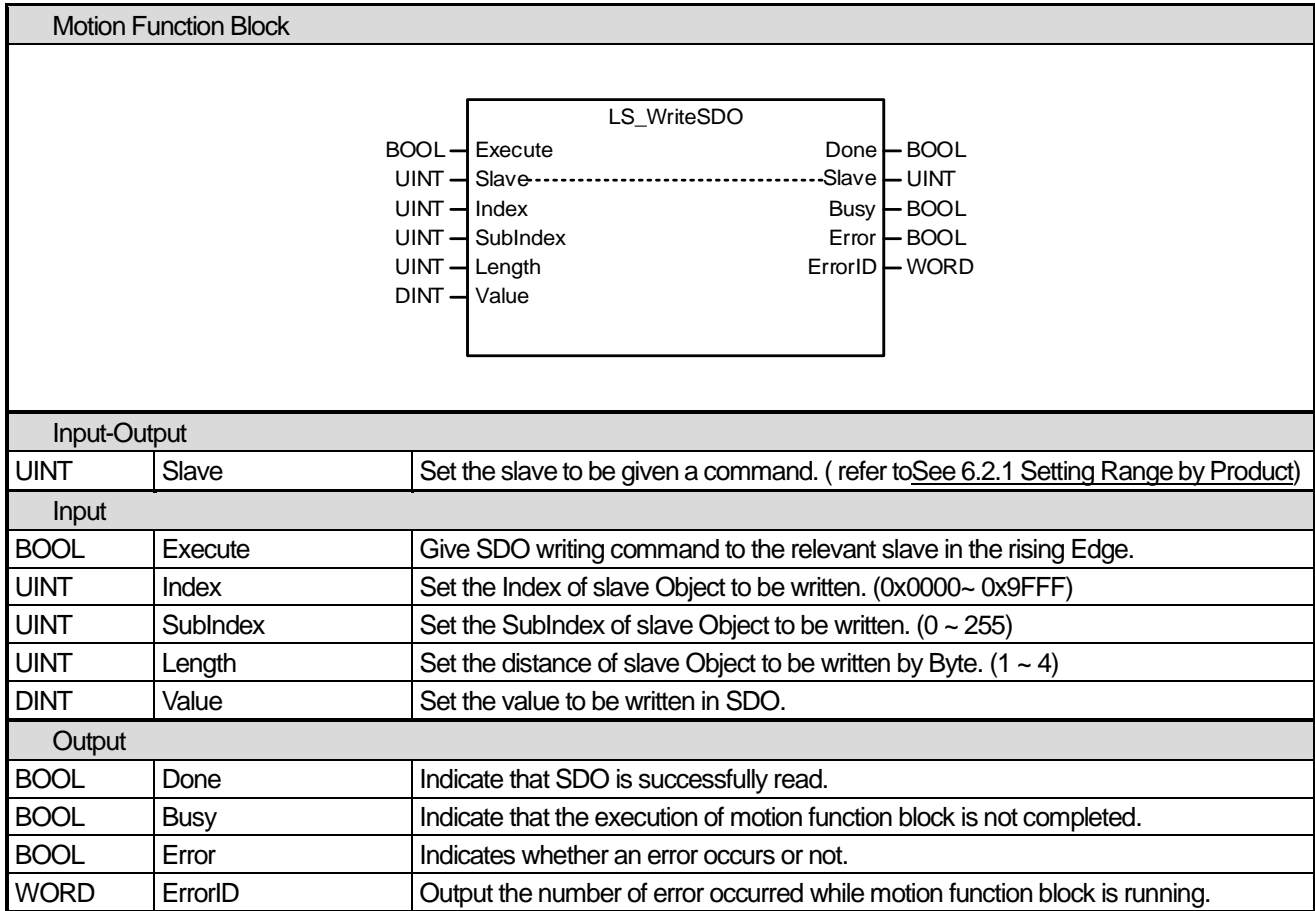 Motion Function Block
LS_WriteSDO
BOOL Execute Done BOOL
UINT Slave Slave UINT
UINT Index Busy BOOL
UINT SubIndex Error BOOL
UINT Length ErrorID WORD
DINT Value
Input-Output
UINT Slave Set the slave to be given a command. ( refer toSee 6.2.1 Setting Range by Product)
Input
BOOL Execute Give SDO writing command to the relevant slave in the rising Edge.
UINT Index Set the Index of slave Object to be written. (0x0000~ 0x9FFF)
UINT SubIndex Set the SubIndex of slave Object to be written. (0 ~ 255)
UINT Length Set the distance of slave Object to be written by Byte. (1 ~ 4)
DINT Value Set the value to be written in SDO.
Output
BOOL Done Indicate that SDO is successfully read.
BOOL Busy Indicate that the execution of motion function block is not completed.
BOOL Error Indicates whether an error occurs or not.
WORD ErrorID Output the number of error occurred while motion function block is running.